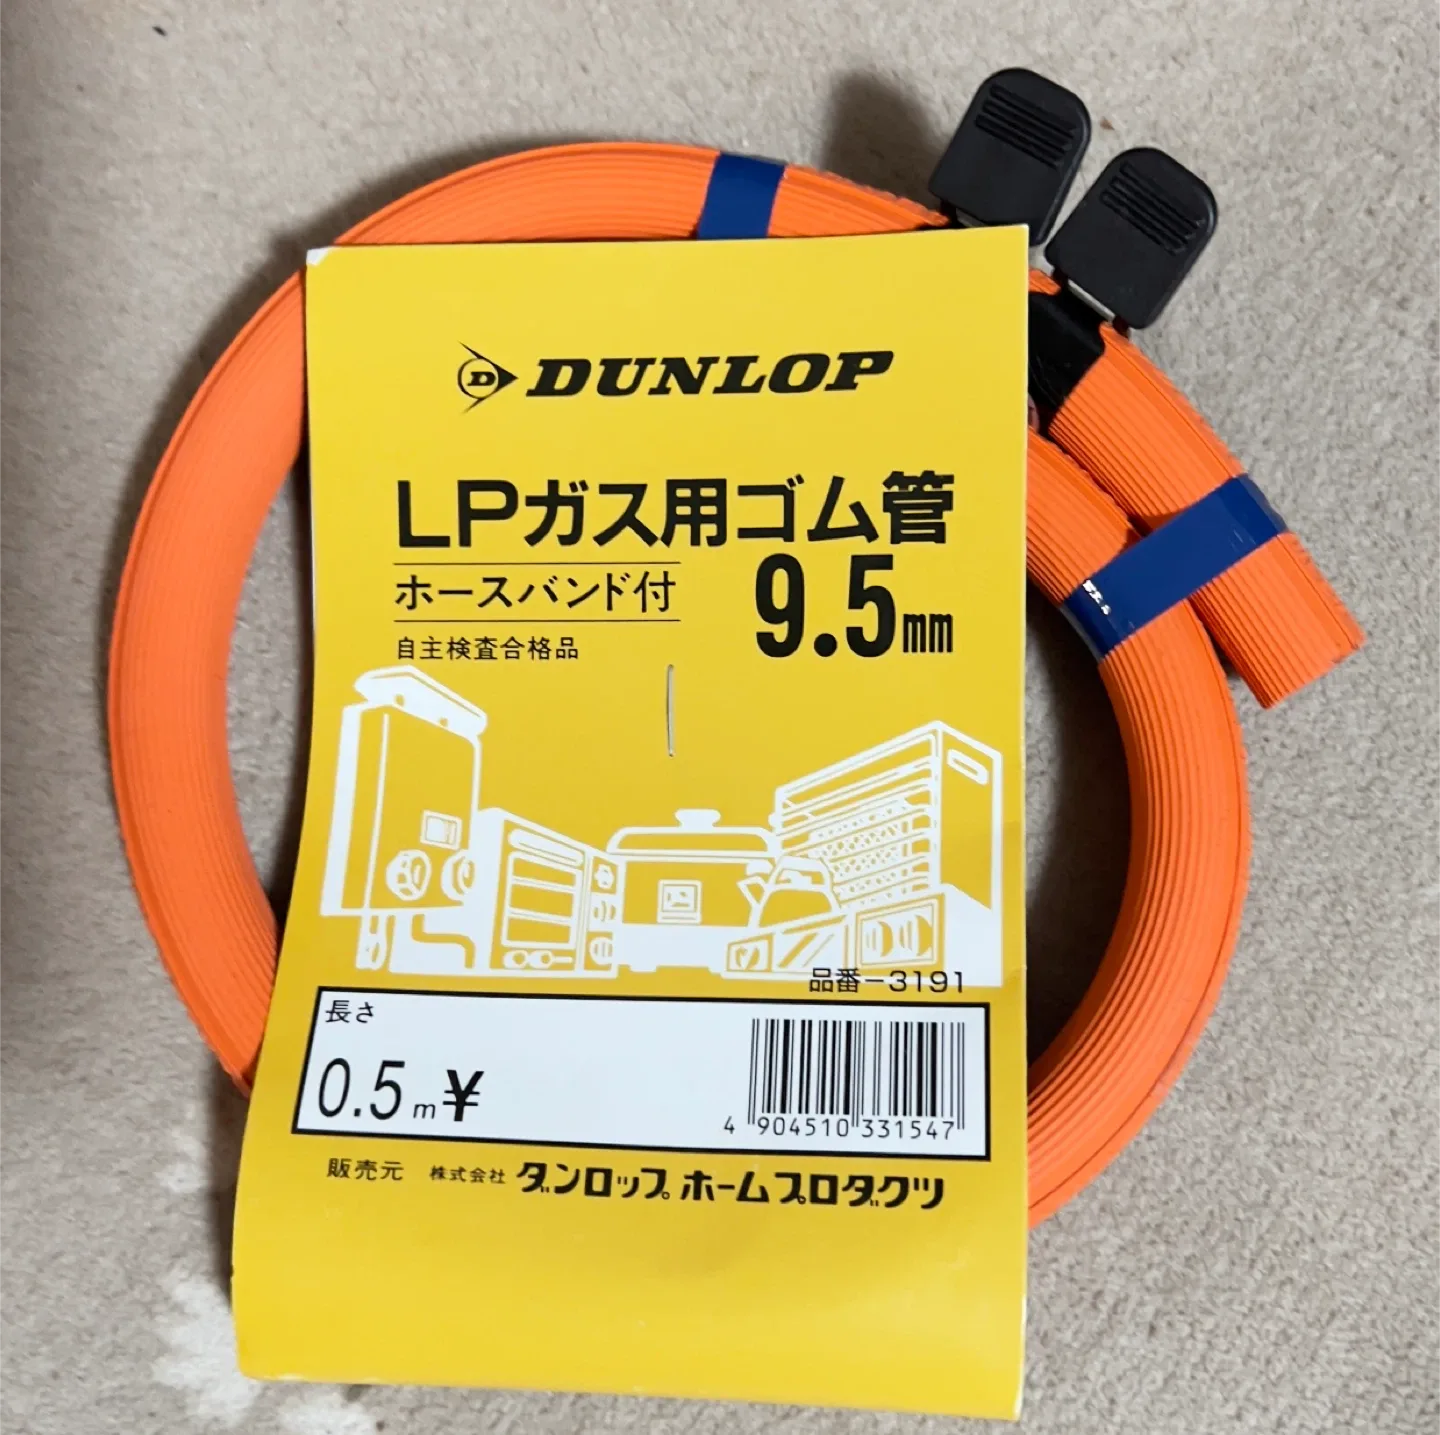 D DUNLOP
LPガス用ゴム管
ホースバンド付
9.5mm
自主検査合格品
品番-3191
長さ
0.5m ¥
4 904510 331547
販売元 株式会社 ダンロップ ホームプロダクツ